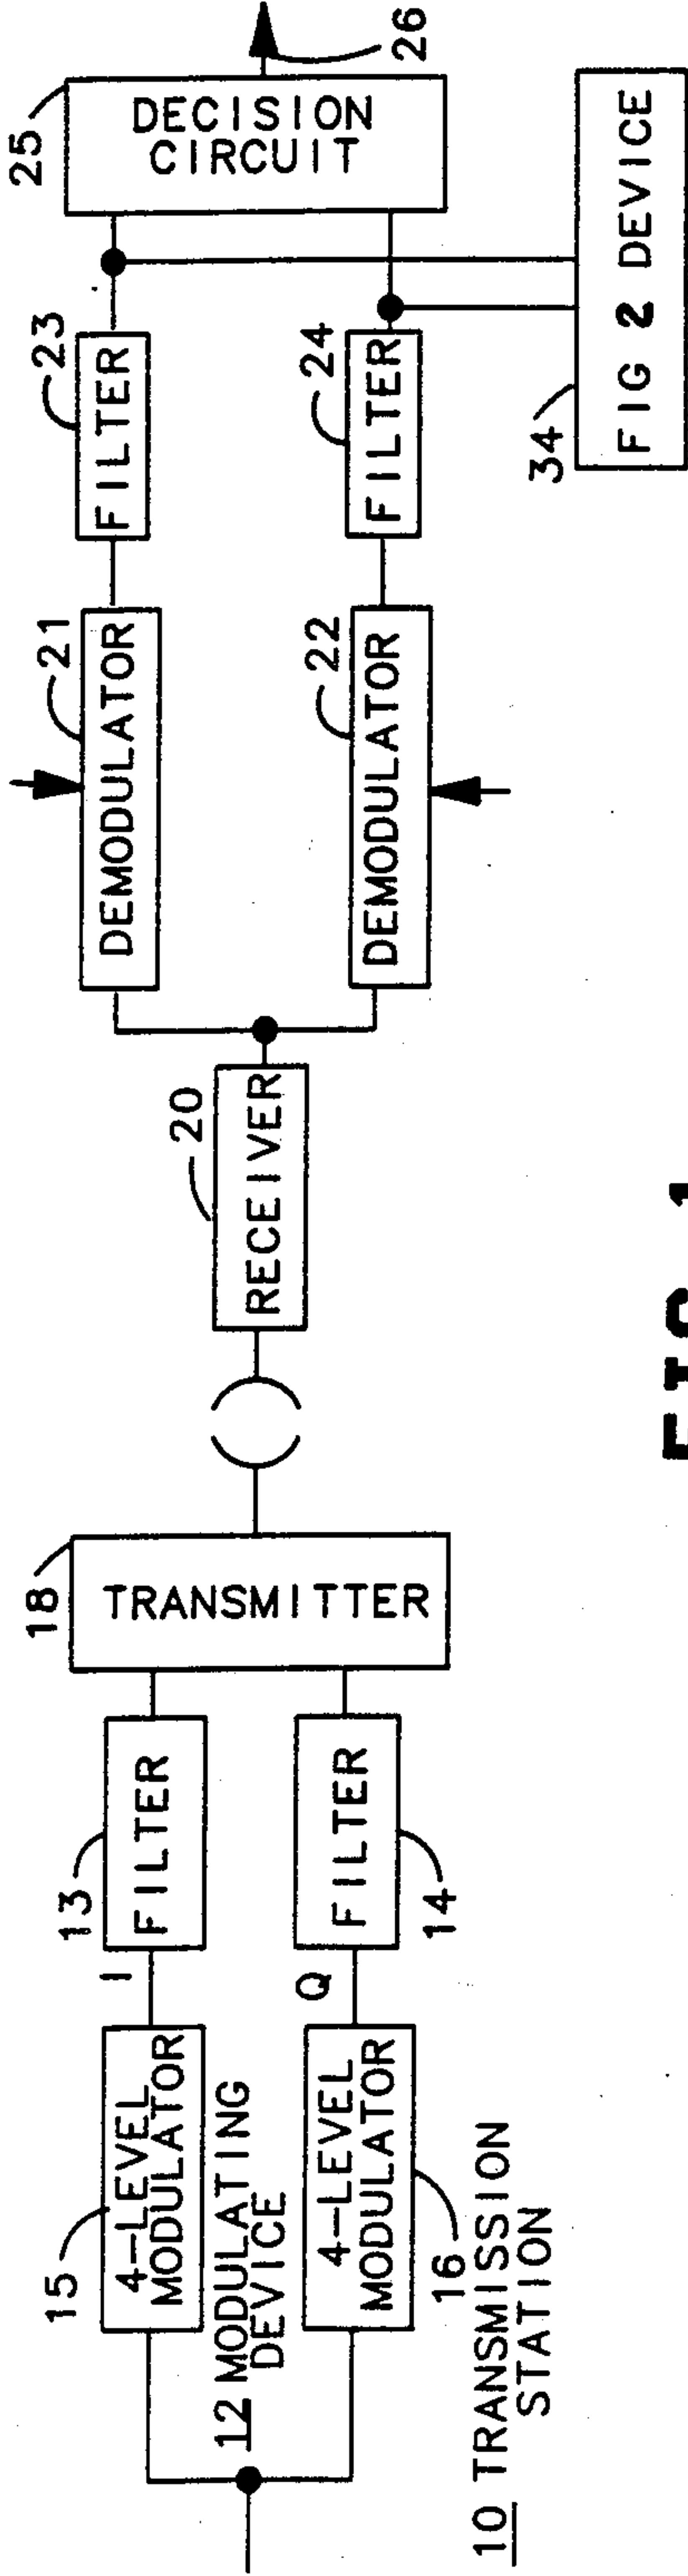 15
4-LEVEL
MODULATOR
I
13
FILTER
18
TRANSMITTER
20
RECEIVER
21
DEMODULATOR
23
FILTER
25
DECISION
CIRCUIT
26
12 MODULATING
DEVICE
4-LEVEL
MODULATOR
16
Q
FILTER
14
22
DEMODULATOR
24
FILTER
34
FIG 2 DEVICE
10 TRANSMISSION
STATION